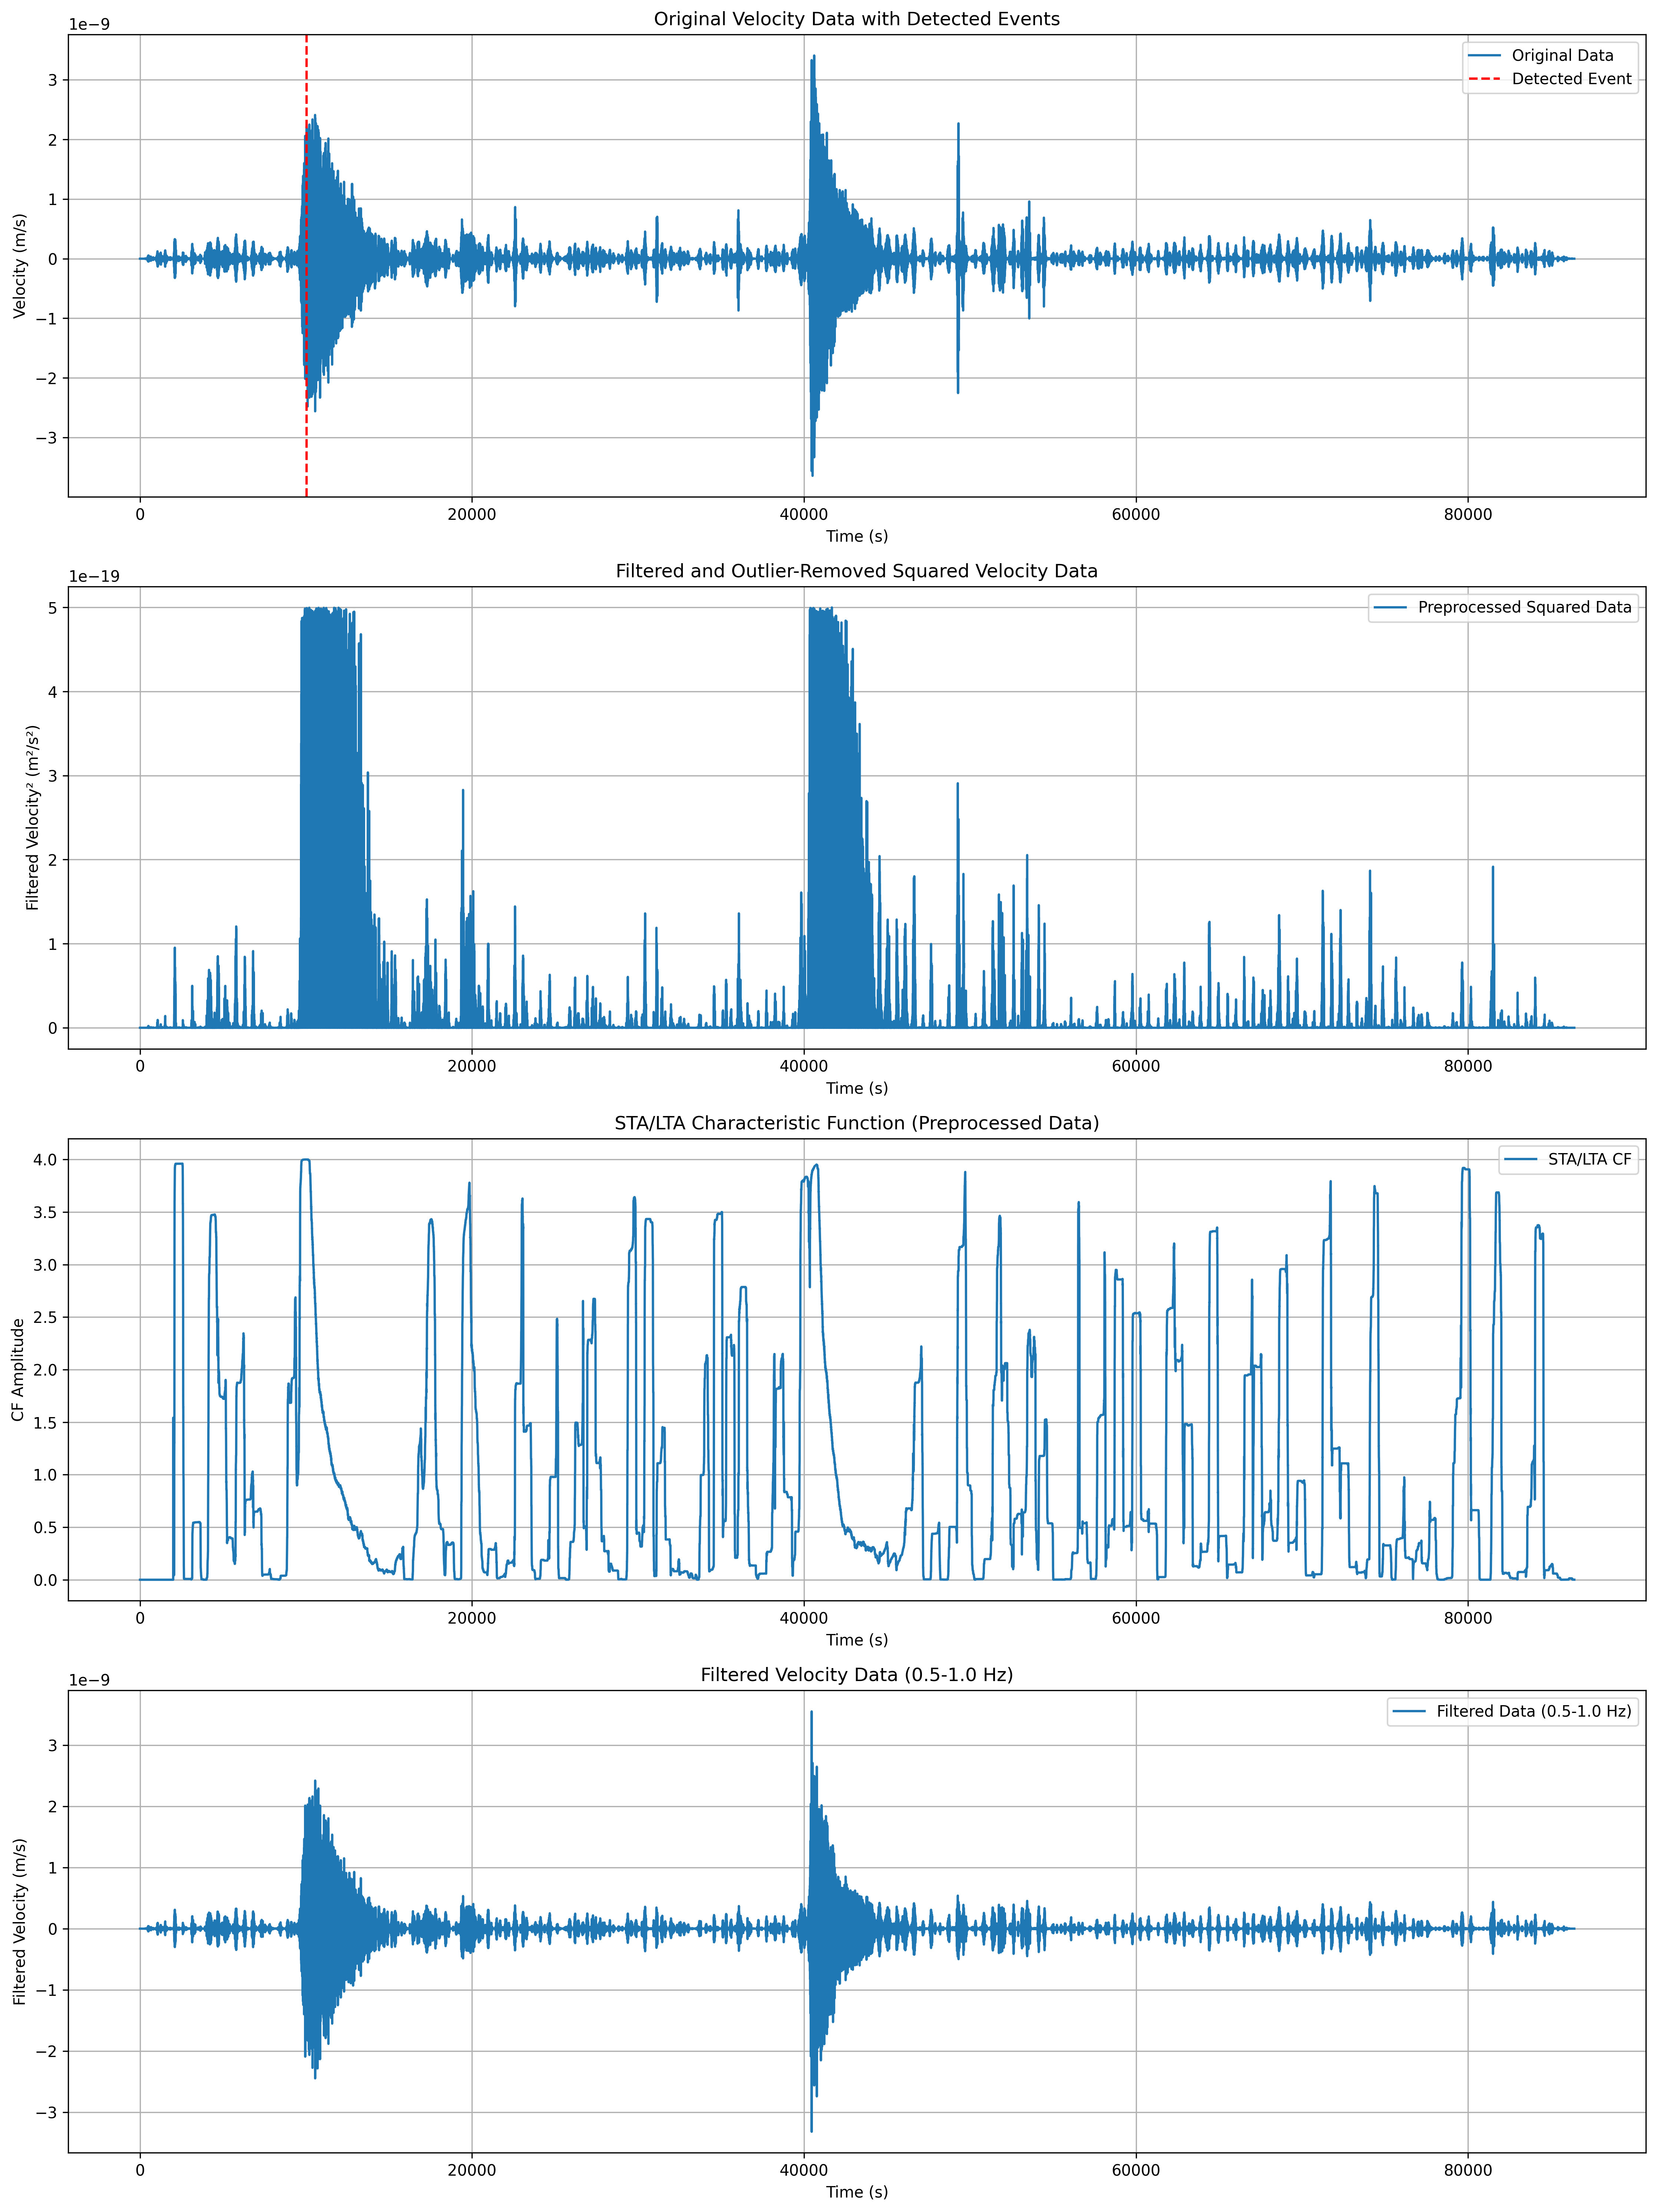 Original Velocity Data with Detected Events
1e−9
Original Data
Detected Event
3
2
1
0
−1
−2
−3
Velocity (m/s)
0 20000 40000 60000 80000
Time (s)
Filtered and Outlier-Removed Squared Velocity Data
1e−19
Preprocessed Squared Data
5
4
3
2
1
0
Filtered Velocity² (m²/s²)
0 20000 40000 60000 80000
Time (s)
STA/LTA Characteristic Function (Preprocessed Data)
STA/LTA CF
4.0
3.5
3.0
2.5
2.0
1.5
1.0
0.5
0.0
CF Amplitude
0 20000 40000 60000 80000
Time (s)
Filtered Velocity Data (0.5-1.0 Hz)
1e−9
Filtered Data (0.5-1.0 Hz)
3
2
1
0
−1
−2
−3
Filtered Velocity (m/s)
0 20000 40000 60000 80000
Time (s)